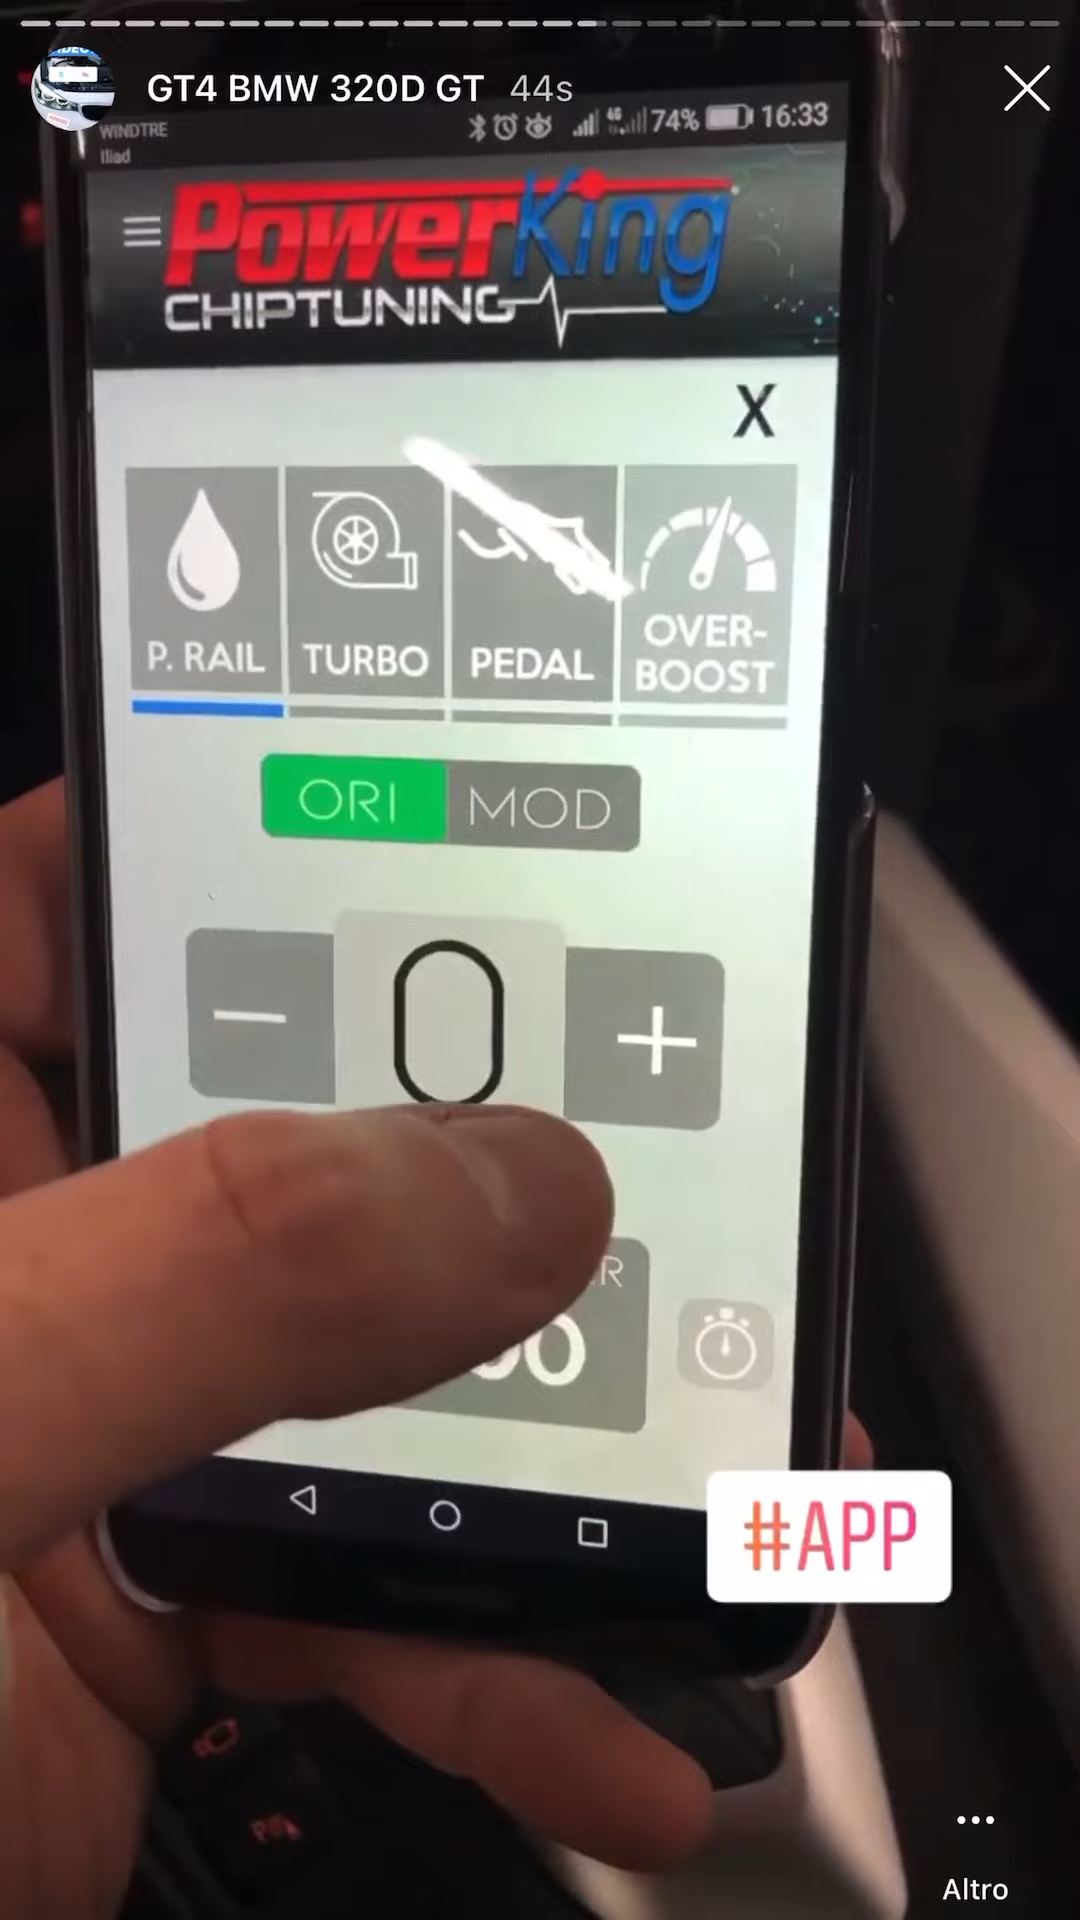 GT4 BMW 320D GT 44s
WINDTRE
Iliad
4G 74% 16:33
PowerKing
CHIPTUNING
X
P. RAIL
TURBO
PEDAL
OVER-
BOOST
ORI MOD
0
#APP
Altro